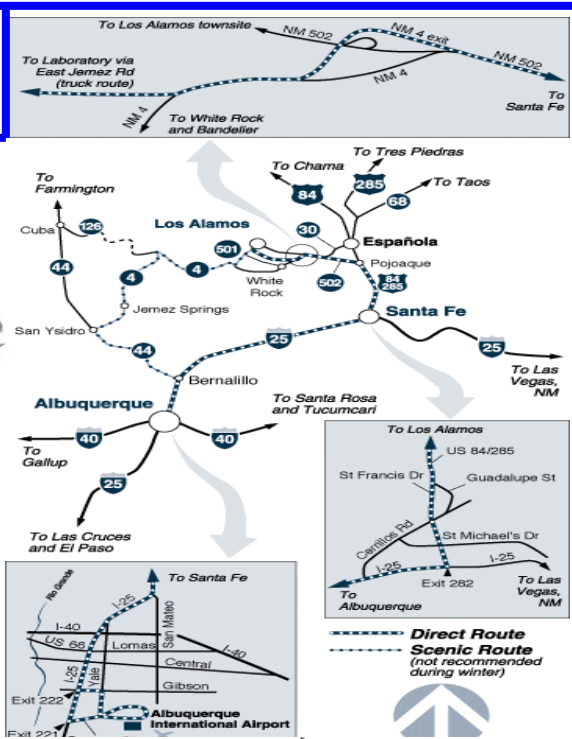 To Los Alamos townsite
NM 502
NM 4 exit
NM 502
To Laboratory via
East Jemez Rd
(truck route)
NM 4
To
Santa Fe
NM 4
To White Rock
and Bandelier
To Tres Piedras
To Chama
285
To Taos
84
68
To
Farmington
126
Cuba
Los Alamos
30
Española
501
44
4
4
White
Rock
502
Pojoaque
84
285
Jemez Springs
San Ysidro
Santa Fe
25
25
44
To Las
Vegas,
NM
Bernalillo
Albuquerque
To Santa Rosa
and Tucumcari
40
40
To
Gallup
25
To Las Cruces
and El Paso
To Los Alamos
US 84/285
St Francis Dr
Guadalupe St
Cerrillos Rd
St Michael's Dr
I-25
I-25
Exit 282
To
Albuquerque
To Las
Vegas,
NM
Rio Grande
To Santa Fe
I-25
San Mateo
I-40
US 66
Lomas
I-40
Central
I-25
Yale
Gibson
Exit 222
Albuquerque
International Airport
Exit 221
Direct Route
Scenic Route
(not recommended
during winter)